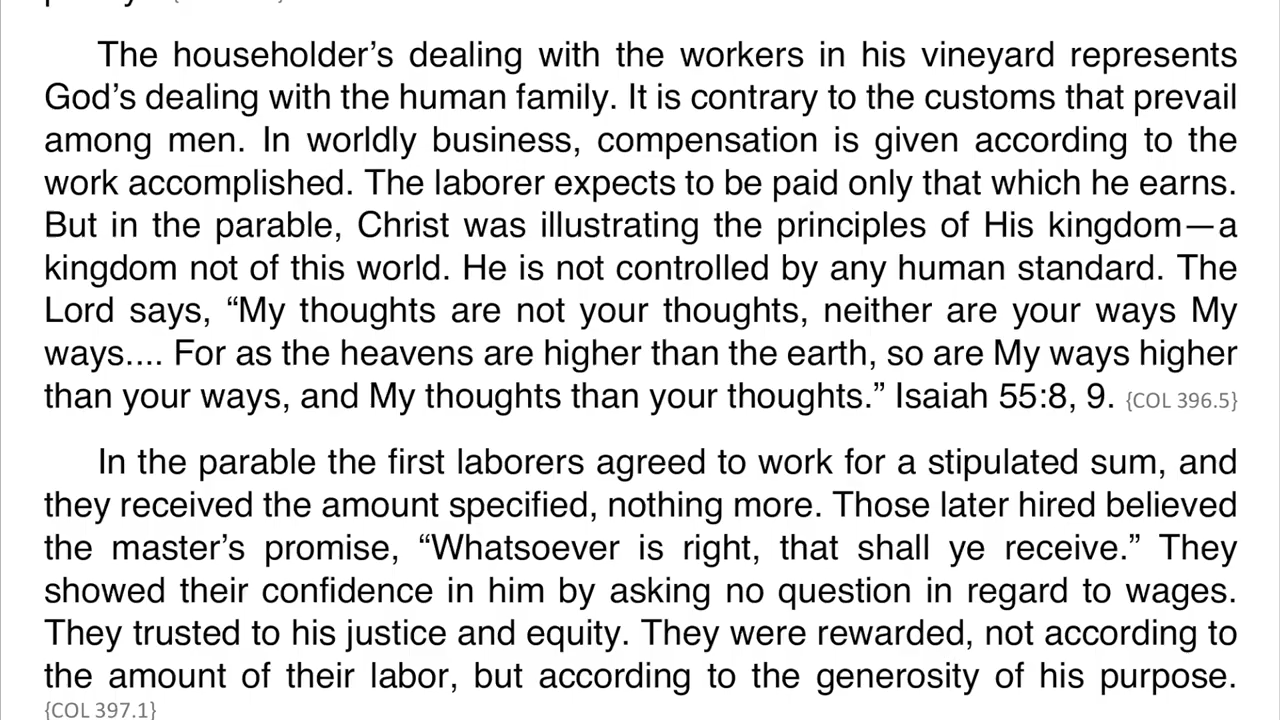 The householder’s dealing with the workers in his vineyard represents
God’s dealing with the human family. It is contrary to the customs that prevail
among men. In worldly business, compensation is given according to the
work accomplished. The laborer expects to be paid only that which he earns.
But in the parable, Christ was illustrating the principles of His kingdom—a
kingdom not of this world. He is not controlled by any human standard. The
Lord says, “My thoughts are not your thoughts, neither are your ways My
ways.... For as the heavens are higher than the earth, so are My ways higher
than your ways, and My thoughts than your thoughts.” Isaiah 55:8, 9. {COL 396.5}
In the parable the first laborers agreed to work for a stipulated sum, and
they received the amount specified, nothing more. Those later hired believed
the master’s promise, “Whatsoever is right, that shall ye receive.” They
showed their confidence in him by asking no question in regard to wages.
They trusted to his justice and equity. They were rewarded, not according to
the amount of their labor, but according to the generosity of his purpose.
{COL 397.1}